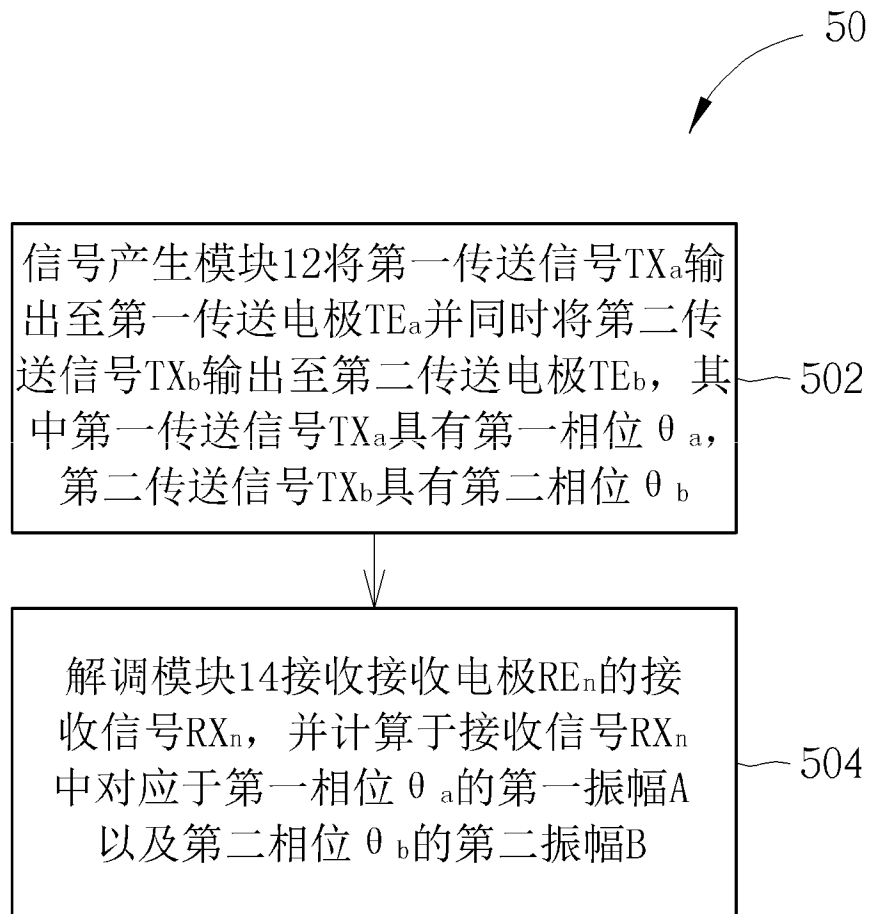 50
信号产生模块12将第一传送信号TXa输
出至第一传送电极TEa并同时将第二传
送信号TXb输出至第二传送电极TEb，其
中第一传送信号TXa具有第一相位θa，
第二传送信号TXb具有第二相位θb
502
解调模块14接收接收电极REn的接
收信号RXn，并计算于接收信号RXn
中对应于第一相位θa的第一振幅A
以及第二相位θb的第二振幅B
504